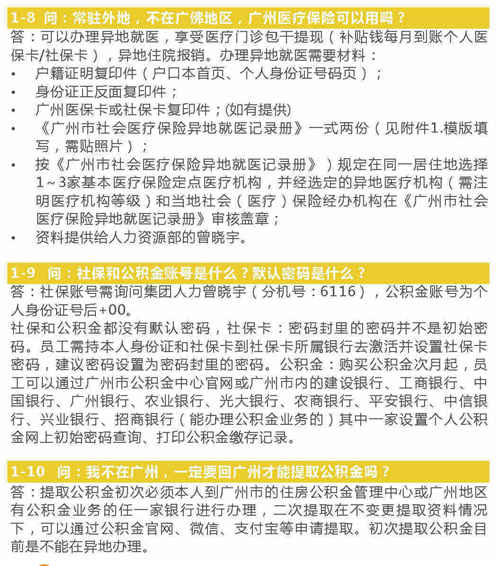 1-8 问：常驻外地，不在广佛地区，广州医疗保险可以用吗？
答：可以办理异地就医，享受医疗门诊包干提现（补贴钱每月到账个人医
保卡/社保卡），异地住院报销。办理异地就医需要材料：
• 户籍证明复印件（户口本首页、个人身份证号码页）；
• 身份证正反面复印件；
• 广州医保卡或社保卡复印件；(如有提供)
• 《广州市社会医疗保险异地就医记录册》一式两份（见附件1.模版填
写，需贴照片）；
• 按《广州市社会医疗保险异地就医记录册》）规定在同一居住地选择
1～3家基本医疗保险定点医疗机构，并经选定的异地医疗机构（需注
明医疗机构等级）和当地社会（医疗）保险经办机构在《广州市社会
医疗保险异地就医记录册》审核盖章；
• 资料提供给人力资源部的曾晓宇。
1-9 问：社保和公积金账号是什么？默认密码是什么？
答：社保账号需询问集团人力曾晓宇（分机号：6116），公积金账号为个
人身份证号后+00。
社保和公积金都没有默认密码，社保卡：密码封里的密码并不是初始密
码。员工需持本人身份证和社保卡到社保卡所属银行去激活并设置社保卡
密码，建议密码设置为密码封里的密码。公积金：购买公积金次月起，员
工可以通过广州市公积金中心官网或广州市内的建设银行、工商银行、中
国银行、广州银行、农业银行、光大银行、农商银行、平安银行、中信银
行、兴业银行、招商银行（能办理公积金业务的）其中一家设置个人公积
金网上初始密码查询、打印公积金缴存记录。
1-10 问：我不在广州，一定要回广州才能提取公积金吗？
答：提取公积金初次必须本人到广州市的住房公积金管理中心或广州地区
有公积金业务的任一家银行进行办理，二次提取在不变更提取资料情况
下，可以通过公积金官网、微信、支付宝等申请提取。初次提取公积金目
前是不能在异地办理。